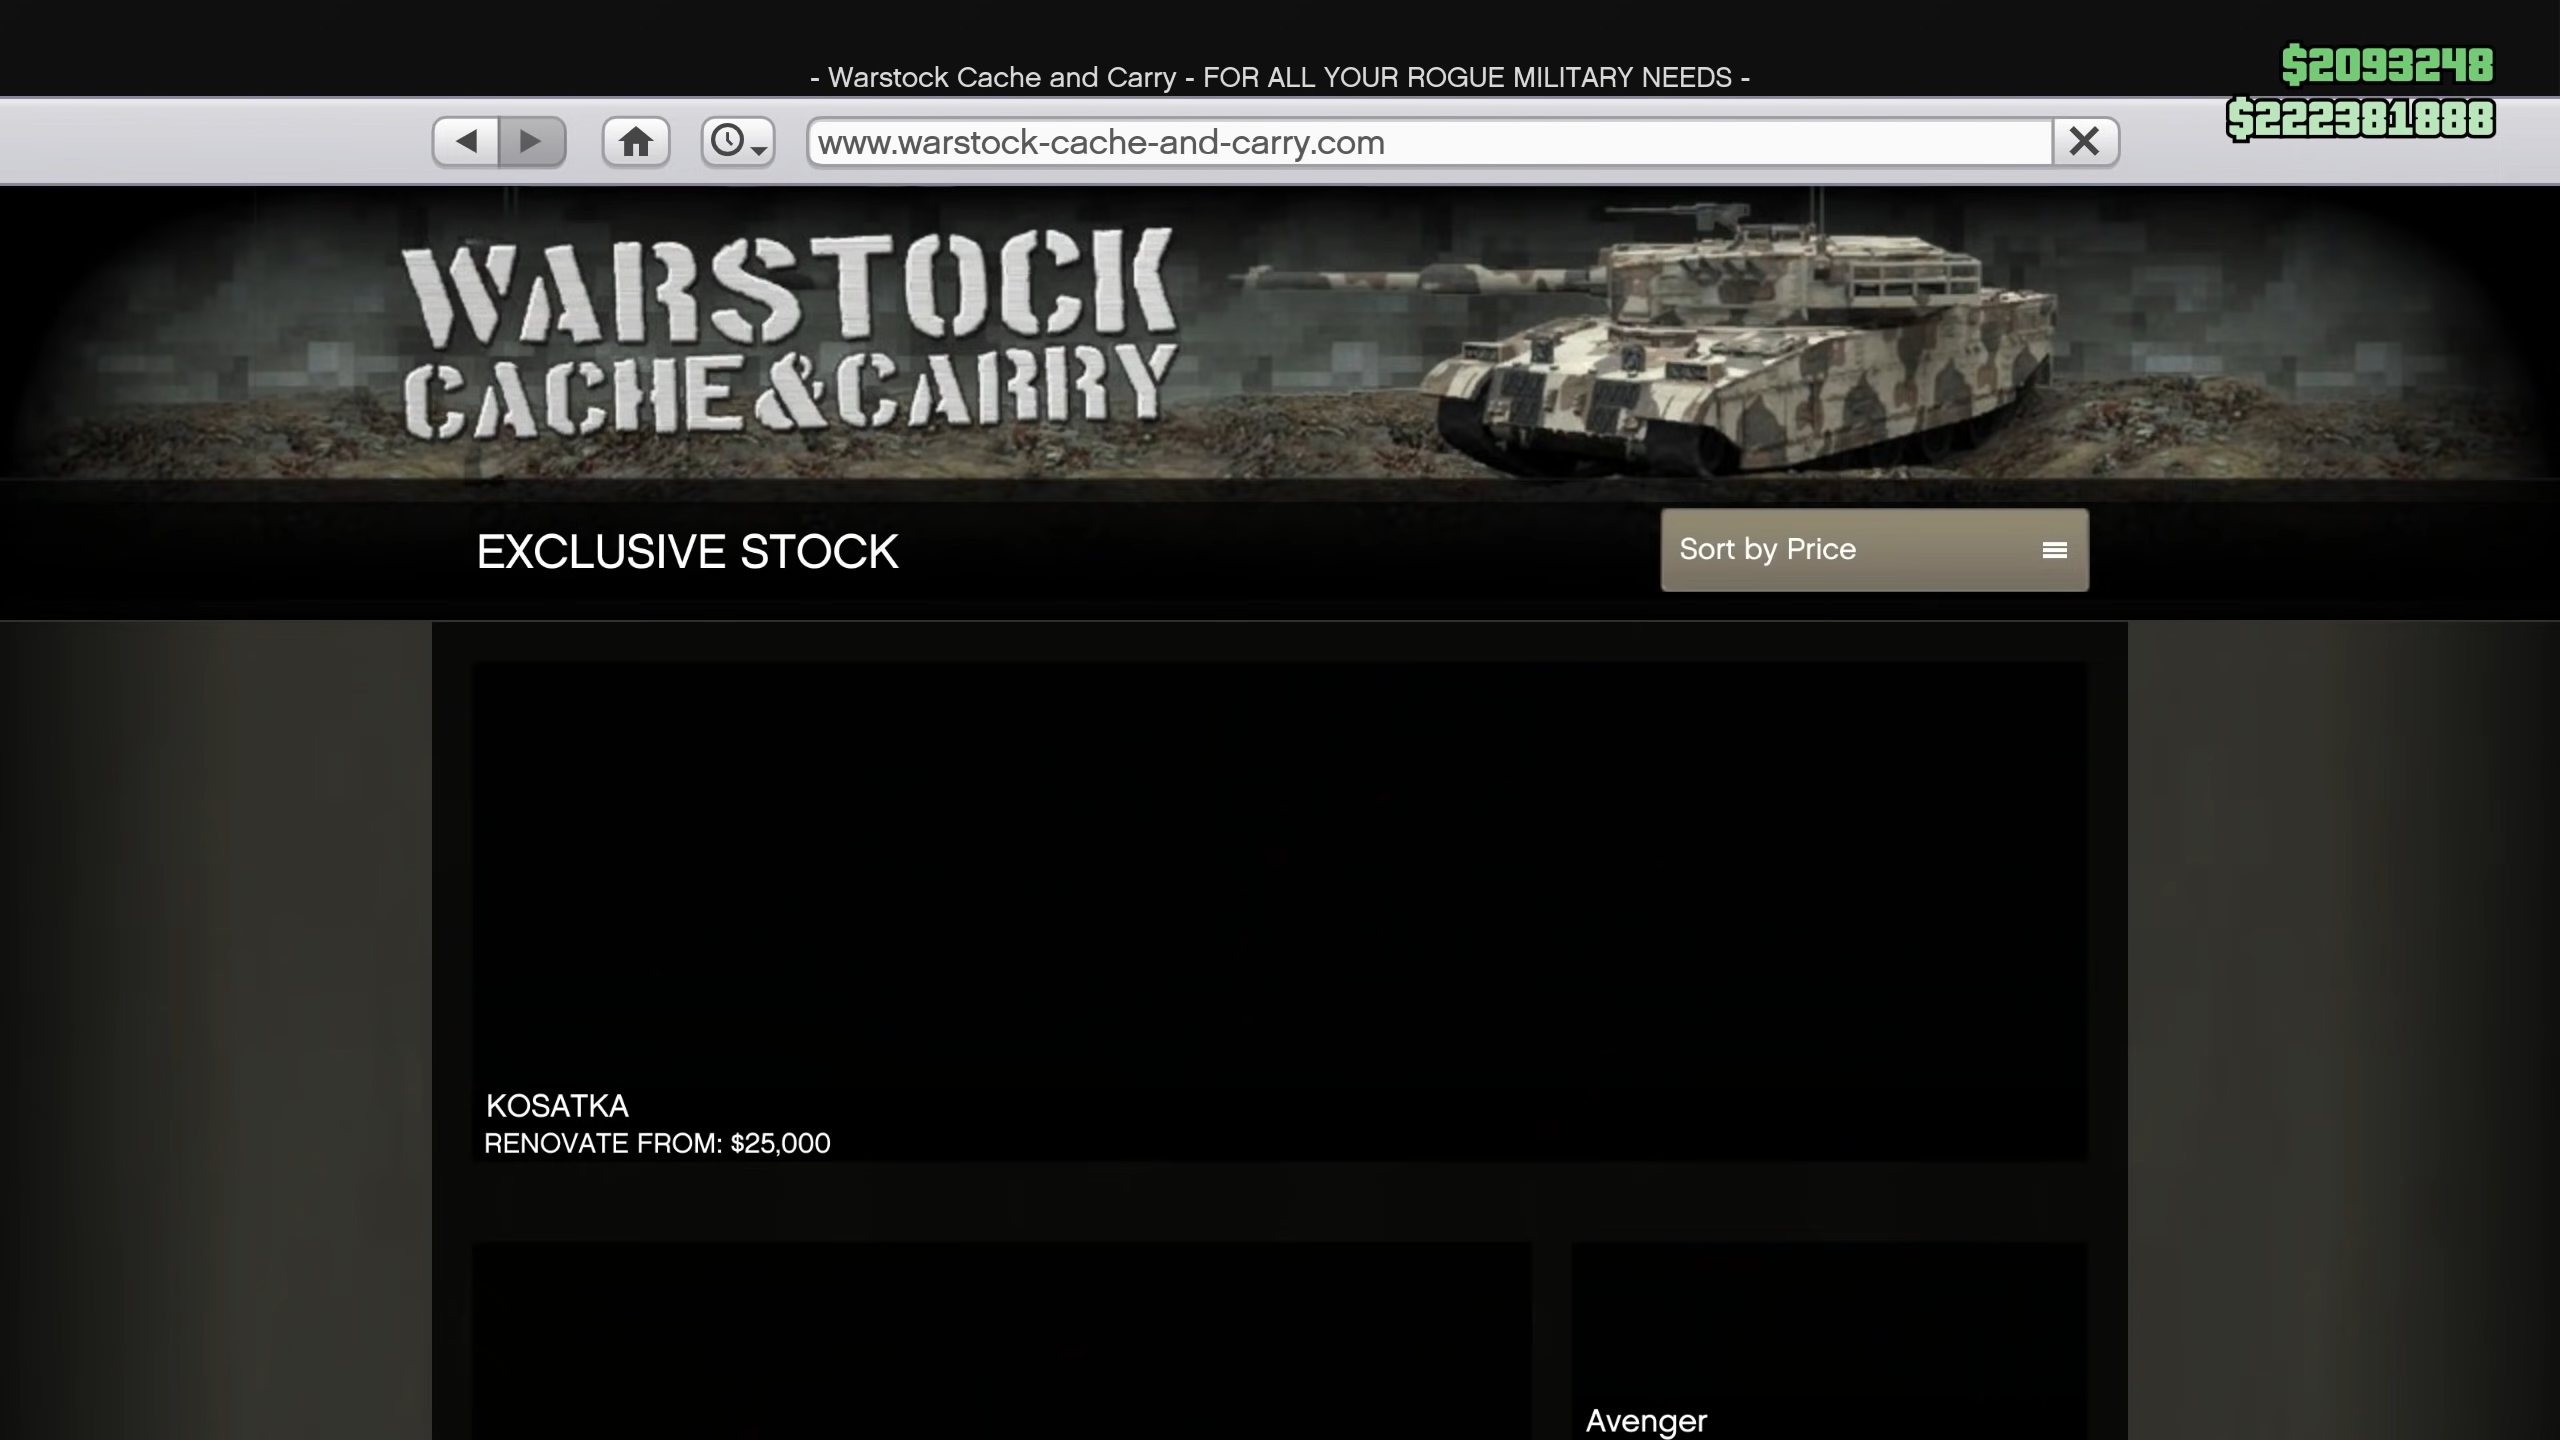 - Warstock Cache and Carry - FOR ALL YOUR ROGUE MILITARY NEEDS -
$2093248
$222381888
www.warstock-cache-and-carry.com
WARSTOCK
CACHE&CARRY
EXCLUSIVE STOCK
Sort by Price
KOSATKA
RENOVATE FROM: $25,000
Avenger